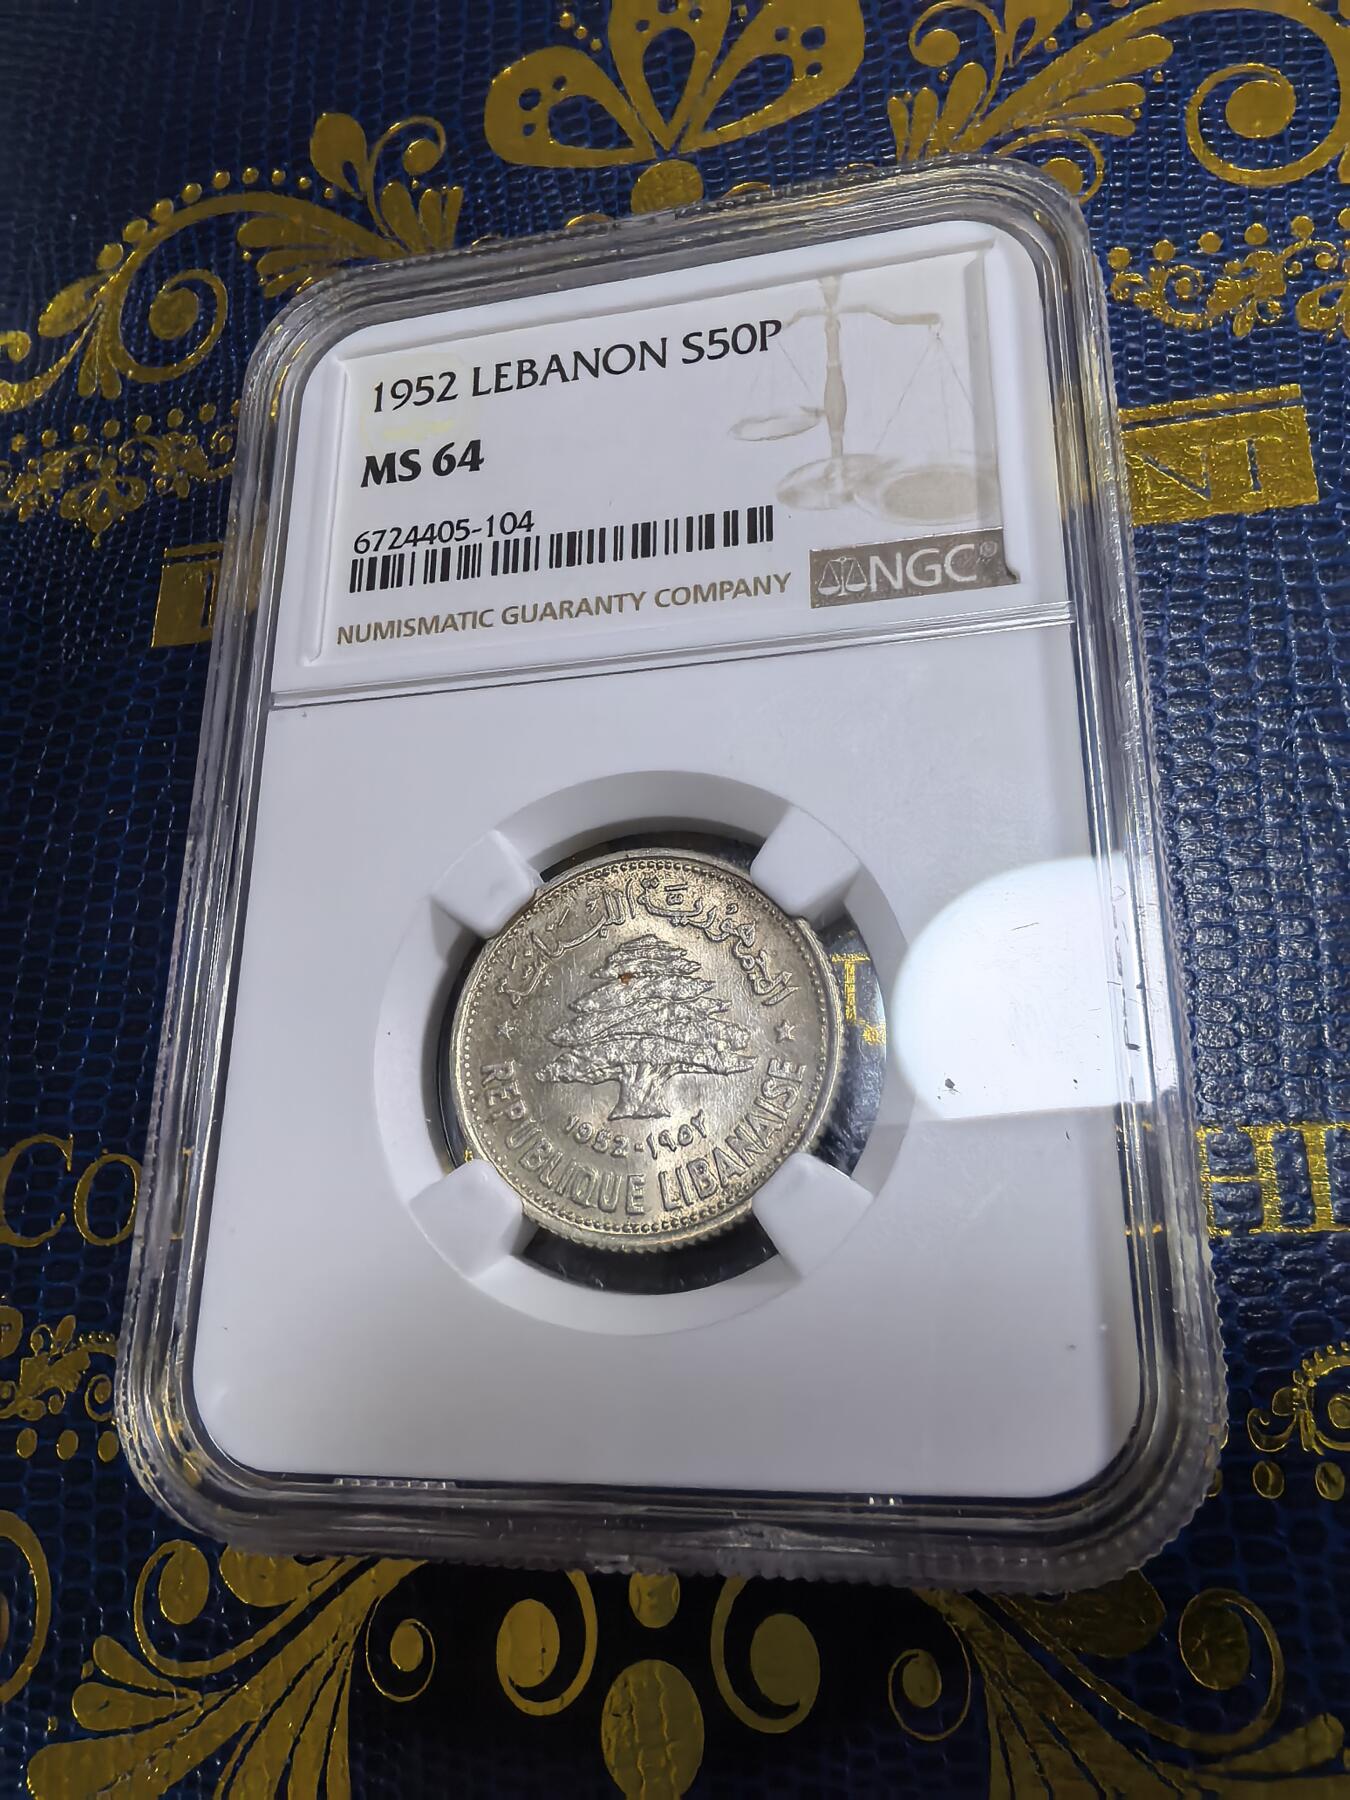 1952 LEBANON S50P
MS 64
6724405-104
NUMISMATIC GUARANTY COMPANY
NGC®
الجمهورية اللبنانية
1952-١٩٥٢
REPUBLIQUE LIBANAISE